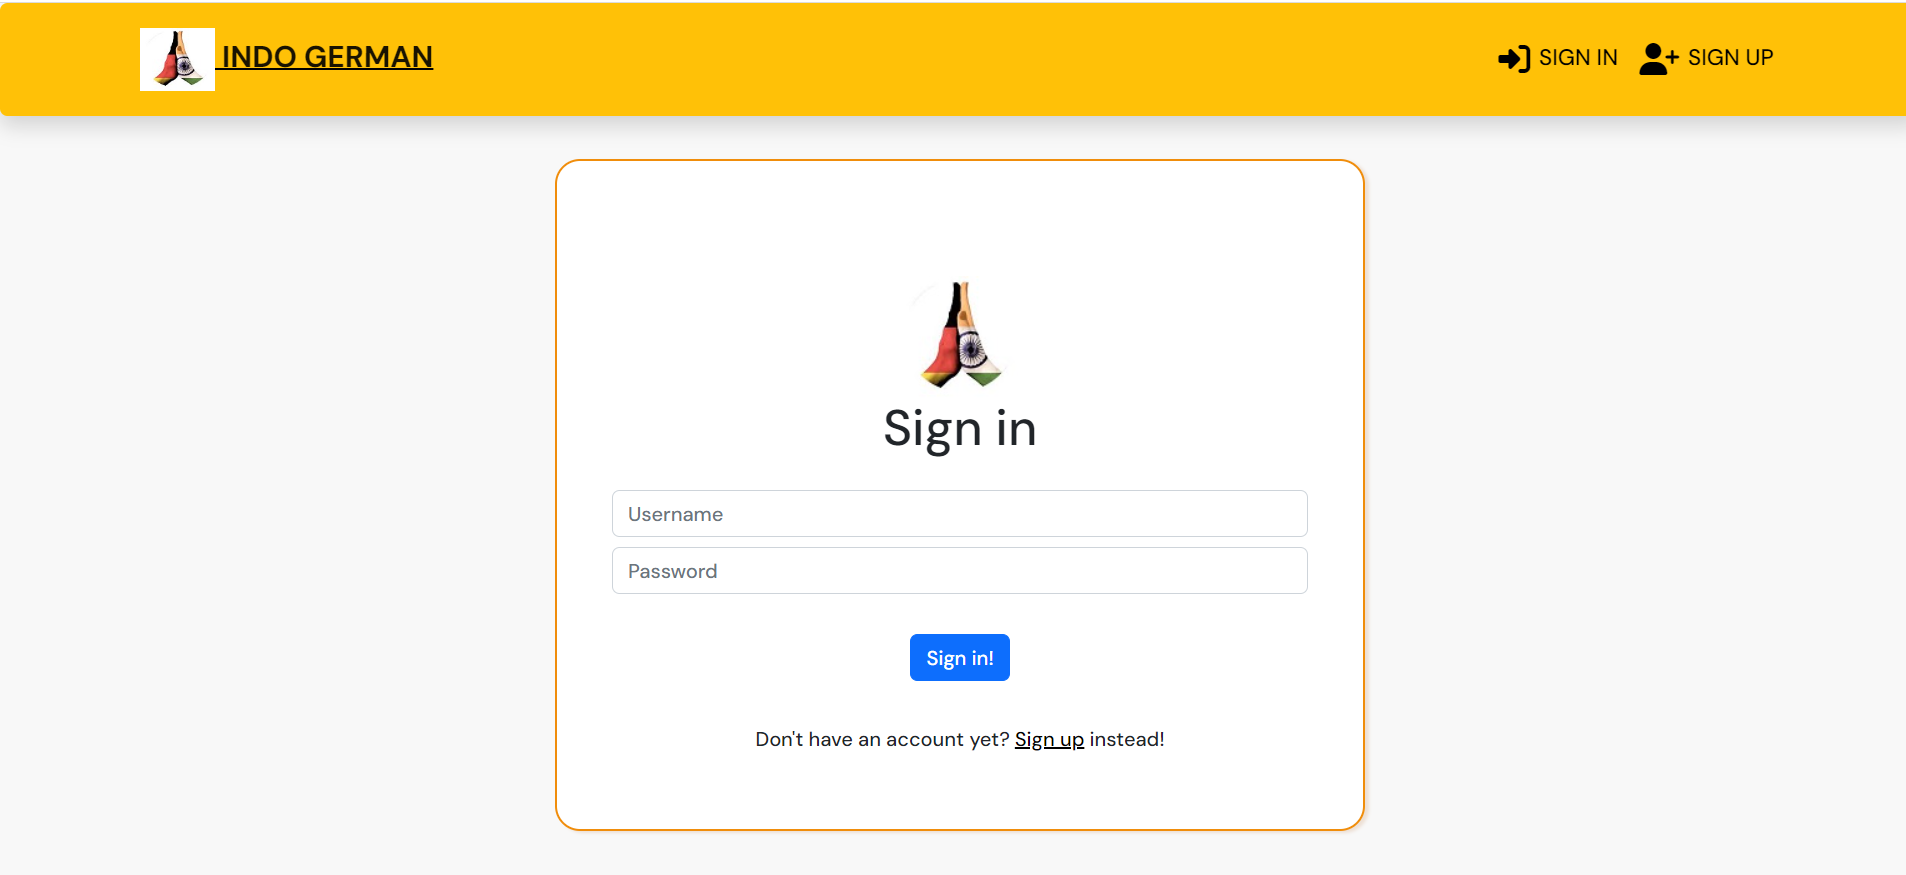 INDO GERMAN
SIGN IN
SIGN UP
Sign in
Username
Password
Sign in!
Don't have an account yet? Sign up instead!